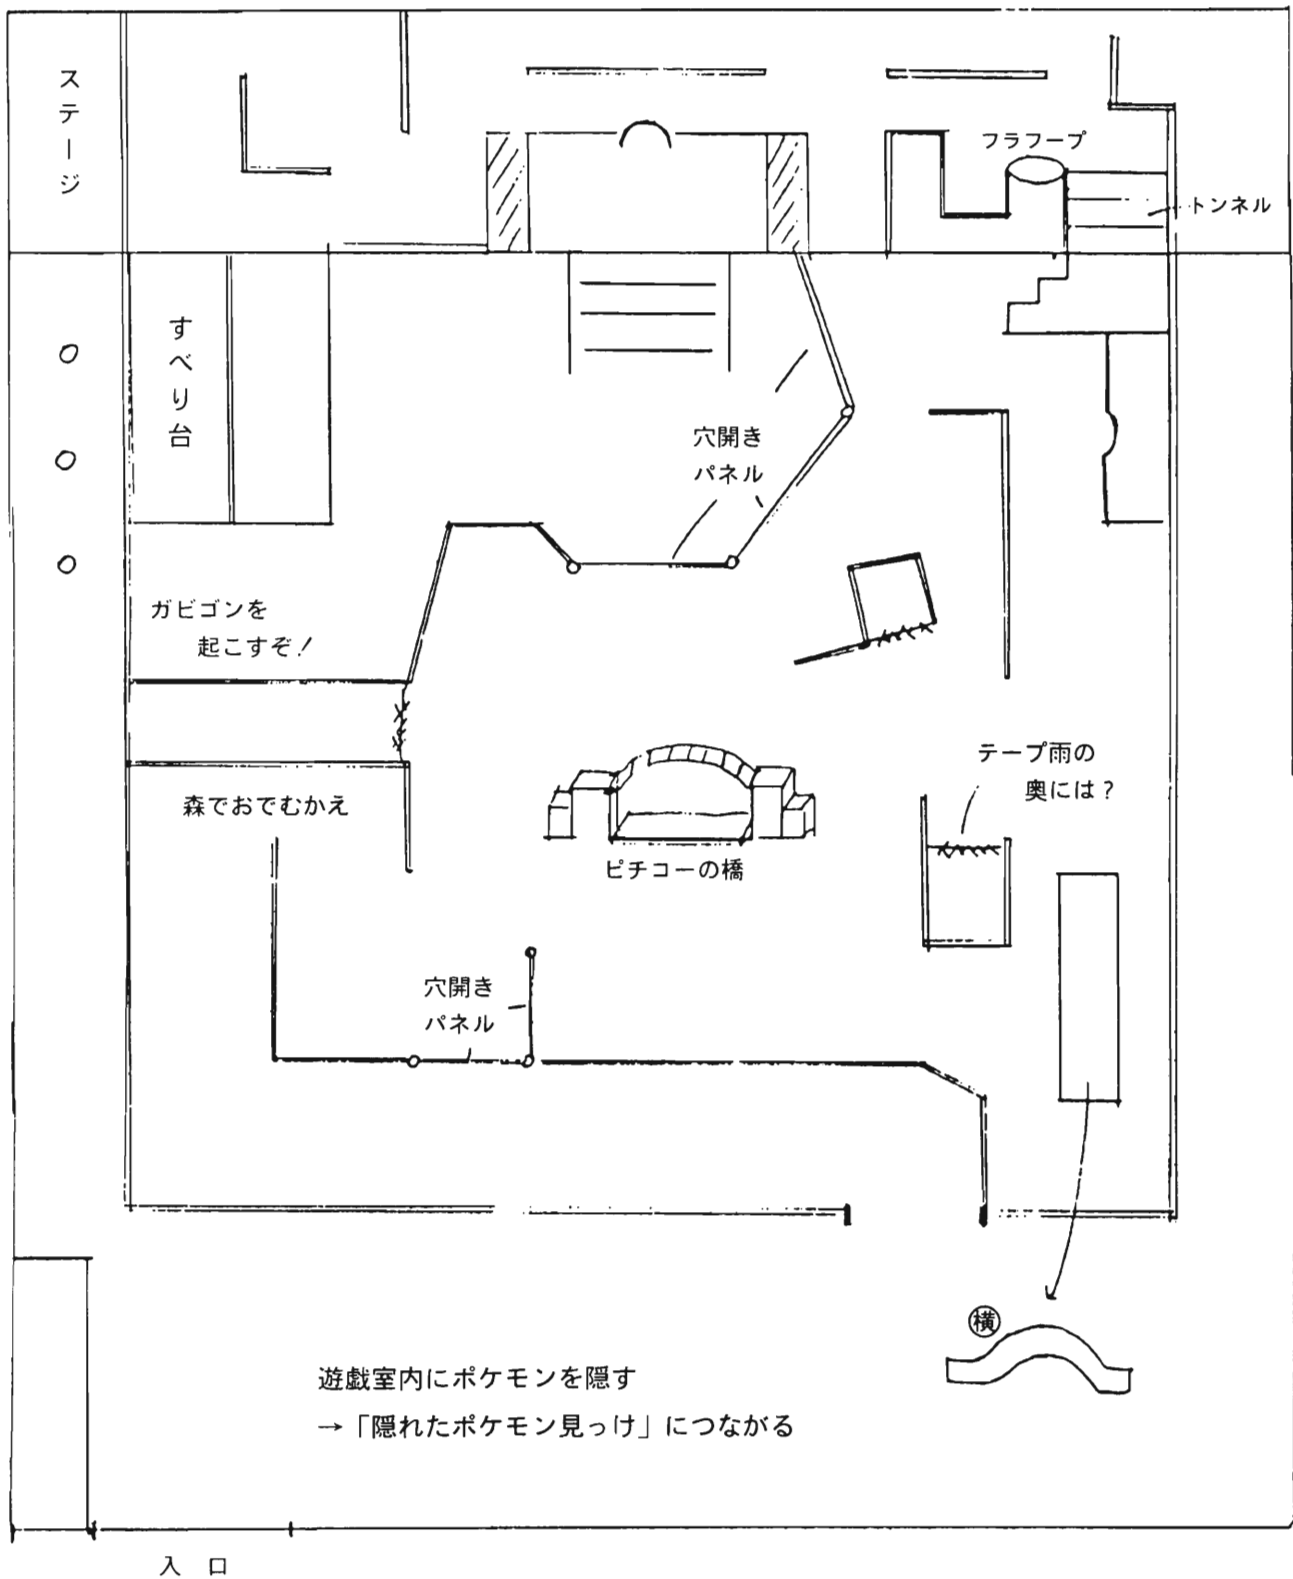 ステージ
フラフープ
トンネル
すべり台
穴開き
パネル
ガビゴンを
起こすぞ！
テープ雨の
奥には？
森でおでむかえ
ピチコーの橋
穴開き
パネル
横
遊戯室内にポケモンを隠す
→「隠れたポケモン見っけ」につながる
入口